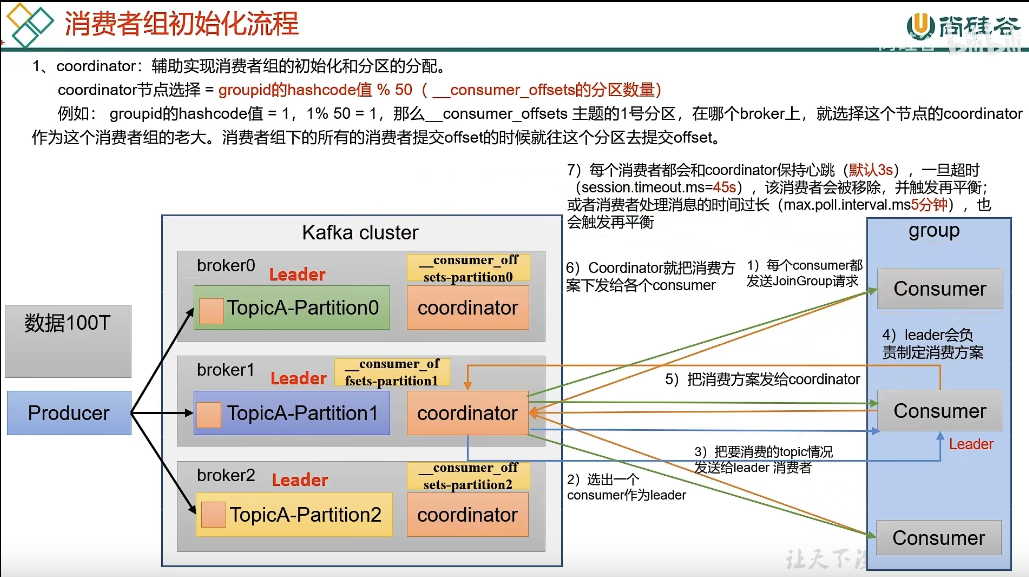 消费者组初始化流程
尚硅谷
1、coordinator：辅助实现消费者组的初始化和分区的分配。
coordinator节点选择 = groupid的hashcode值 % 50（ __consumer_offsets的分区数量）
例如： groupid的hashcode值 = 1，1% 50 = 1，那么__consumer_offsets 主题的1号分区，在哪个broker上，就选择这个节点的coordinator
作为这个消费者组的老大。消费者组下的所有的消费者提交offset的时候就往这个分区去提交offset。
7）每个消费者都会和coordinator保持心跳（默认3s），一旦超时
（session.timeout.ms=45s），该消费者会被移除，并触发再平衡；
或者消费者处理消息的时间过长（max.poll.interval.ms5分钟），也
会触发再平衡
Kafka cluster
group
broker0
Leader
__consumer_off
sets-partition0
TopicA-Partition0
coordinator
6）Coordinator就把消费方
案下发给各个consumer
1）每个consumer都
发送JoinGroup请求
Consumer
数据100T
4）leader会负
责制定消费方案
broker1
Leader
__consumer_of
fsets-partition1
5）把消费方案发给coordinator
Producer
TopicA-Partition1
coordinator
Consumer
Leader
3）把要消费的topic情况
发送给leader 消费者
broker2
Leader
__consumer_off
sets-partition2
2）选出一个
consumer作为leader
TopicA-Partition2
coordinator
Consumer
让天下